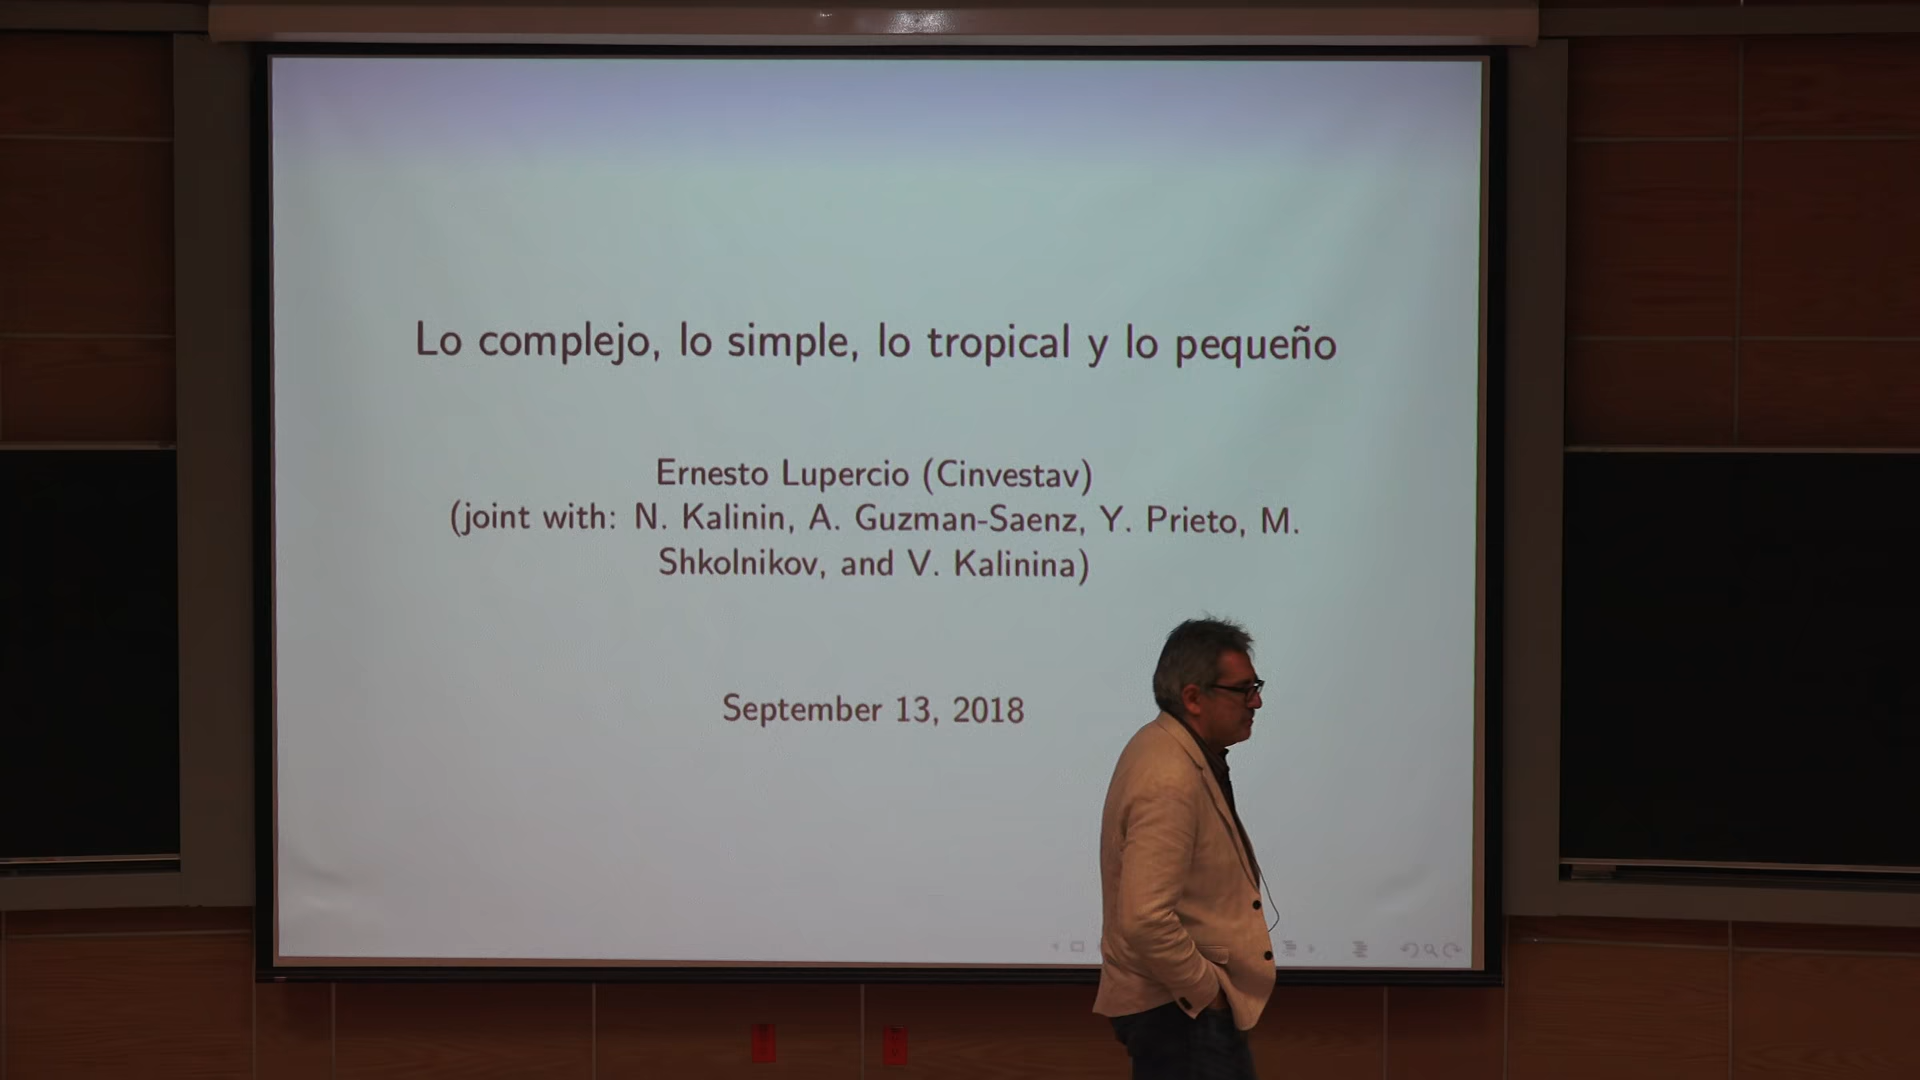 Lo complejo, lo simple, lo tropical y lo pequeño
Ernesto Lupercio (Cinvestav)
(joint with: N. Kalinin, A. Guzman-Saenz, Y. Prieto, M.
Shkolnikov, and V. Kalinina)
September 13, 2018